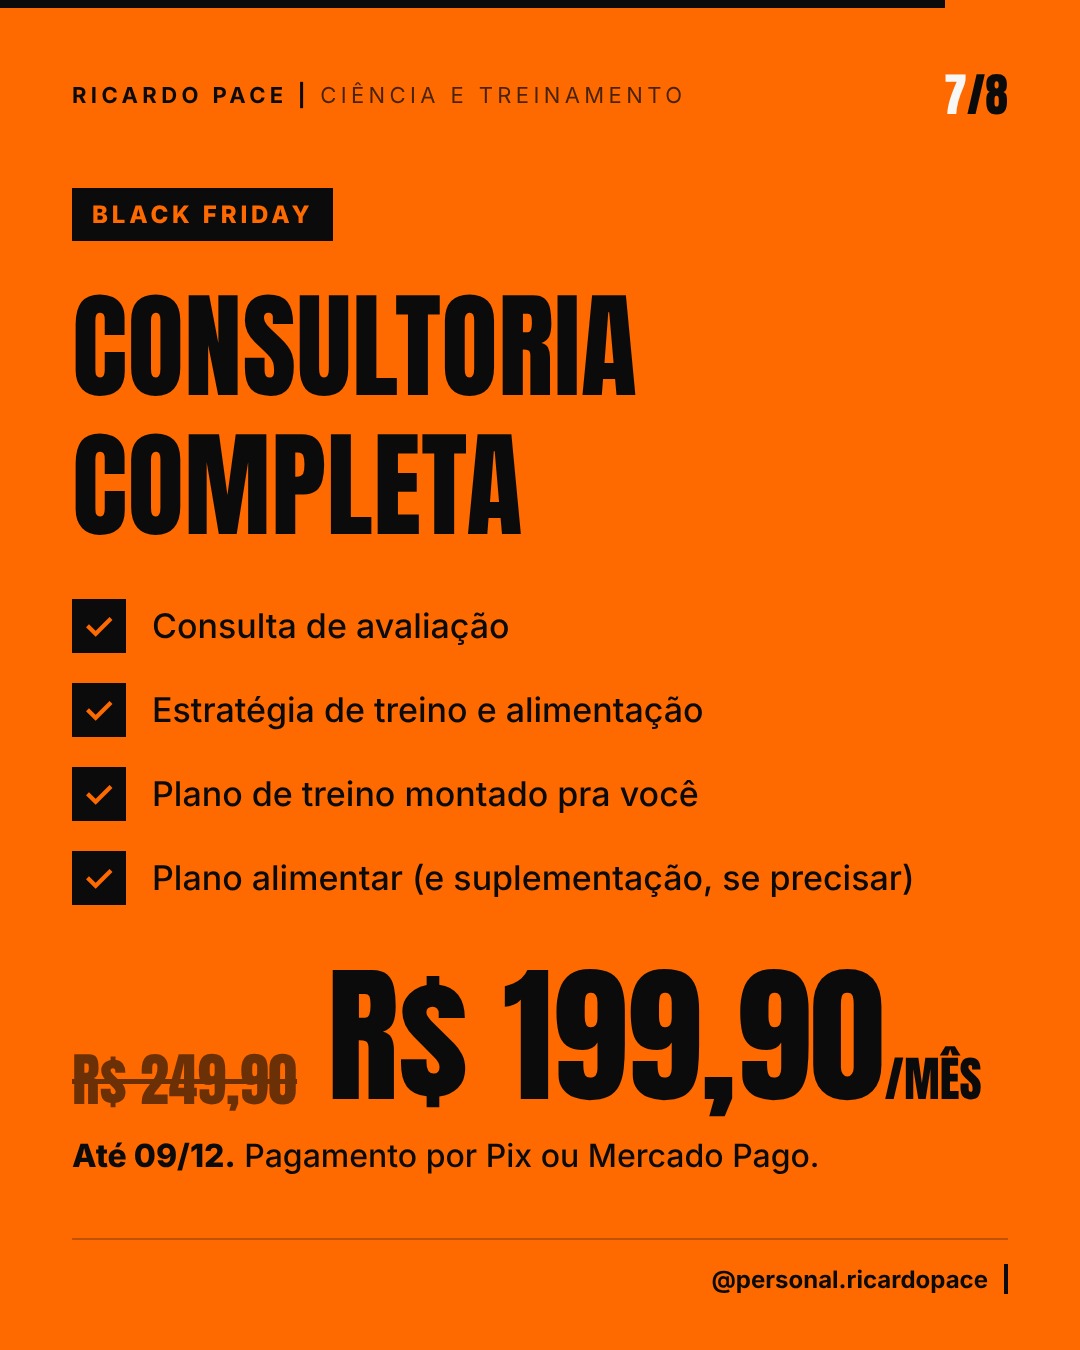 RICARDO PACE | CIÊNCIA E TREINAMENTO
7/8
BLACK FRIDAY
CONSULTORIA
COMPLETA
Consulta de avaliação
Estratégia de treino e alimentação
Plano de treino montado pra você
Plano alimentar (e suplementação, se precisar)
R$ 249,90 R$ 199,90/MÊS
Até 09/12. Pagamento por Pix ou Mercado Pago.
@personal.ricardopace